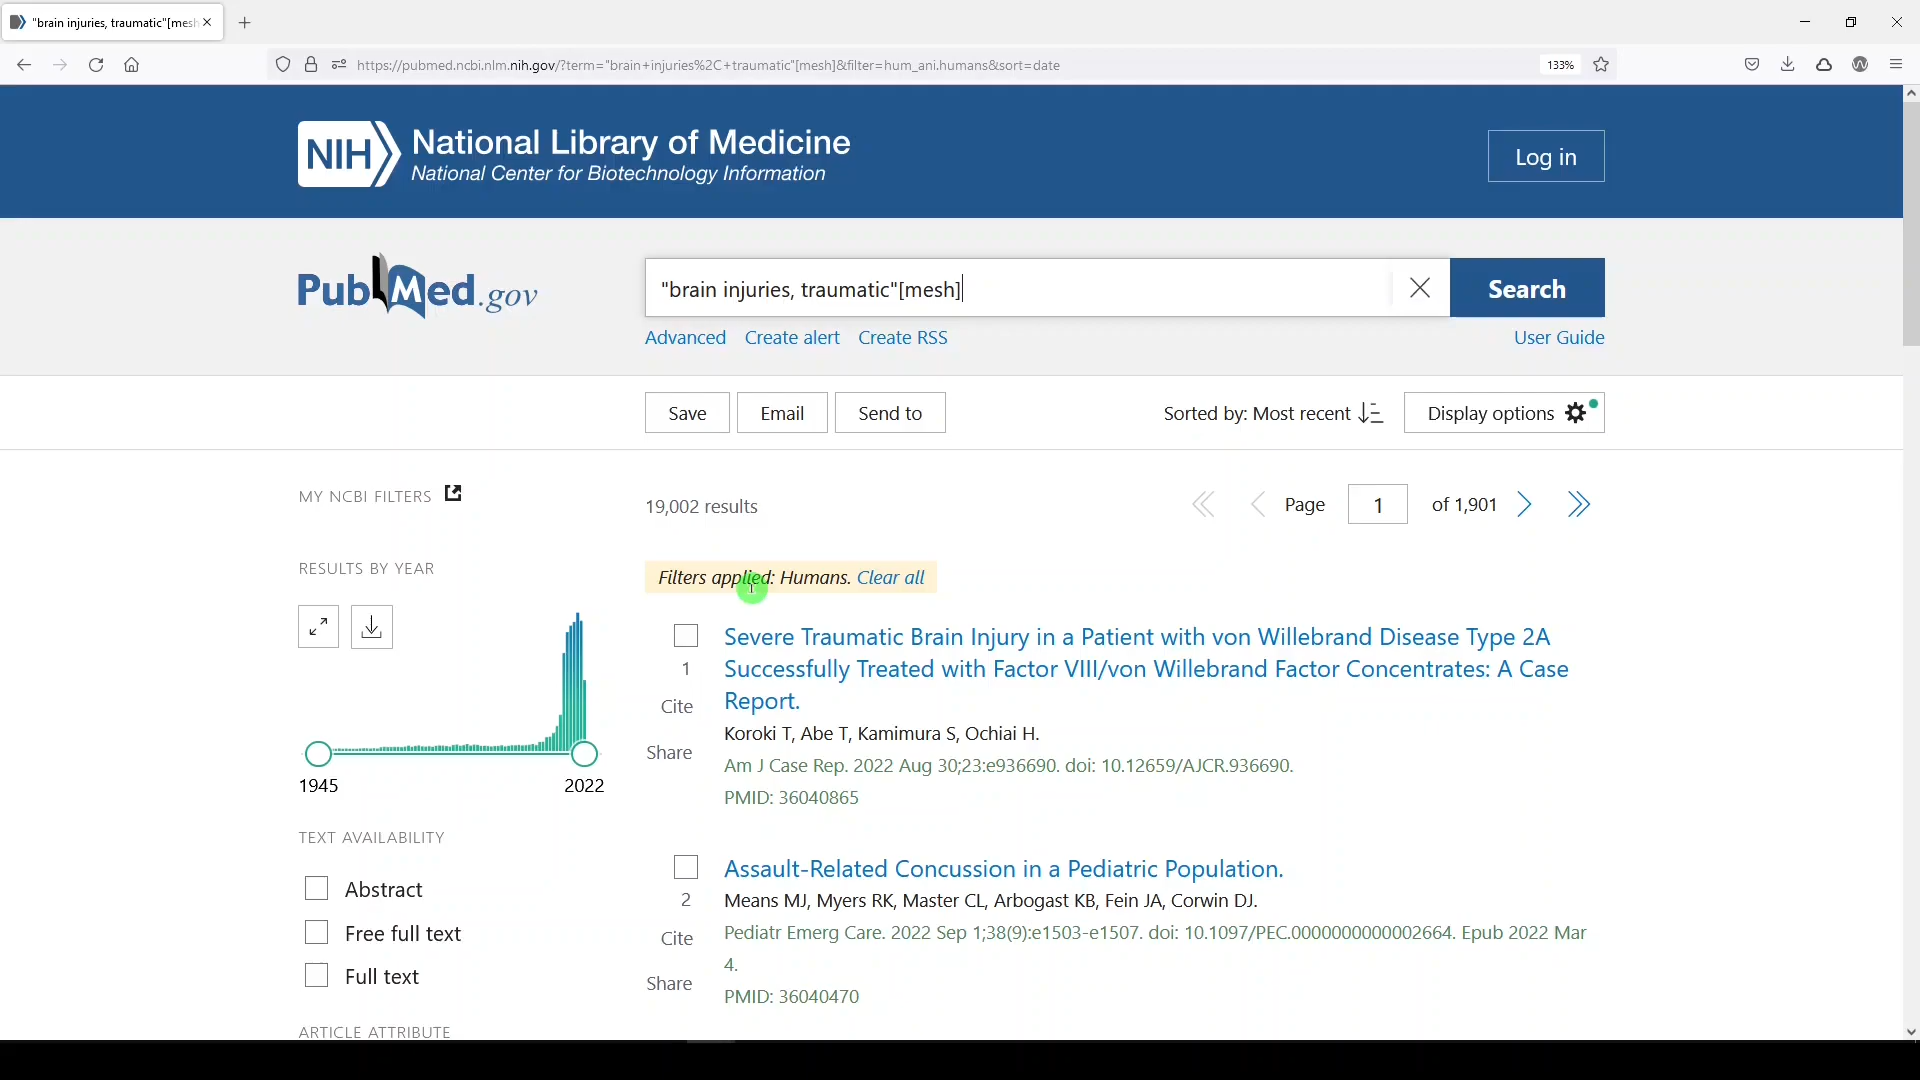 "brain injuries, traumatic"[mesh
https://pubmed.ncbi.nlm.nih.gov/?term="brain+injuries%2C+traumatic"[mesh]&filter=hum_ani.humans&sort=date
133%
NIH National Library of Medicine
National Center for Biotechnology Information
Log in
PubMed.gov
"brain injuries, traumatic"[mesh]
Search
Advanced Create alert Create RSS
User Guide
Save Email Send to
Sorted by: Most recent
Display options
MY NCBI FILTERS
19,002 results
Page 1 of 1,901
RESULTS BY YEAR
1945 2022
Filters applied: Humans. Clear all
1
Cite
Share
Severe Traumatic Brain Injury in a Patient with von Willebrand Disease Type 2A
Successfully Treated with Factor VIII/von Willebrand Factor Concentrates: A Case
Report.
Koroki T, Abe T, Kamimura S, Ochiai H.
Am J Case Rep. 2022 Aug 30;23:e936690. doi: 10.12659/AJCR.936690.
PMID: 36040865
TEXT AVAILABILITY
Abstract
Free full text
Full text
ARTICLE ATTRIBUTE
2
Cite
Share
Assault-Related Concussion in a Pediatric Population.
Means MJ, Myers RK, Master CL, Arbogast KB, Fein JA, Corwin DJ.
Pediatr Emerg Care. 2022 Sep 1;38(9):e1503-e1507. doi: 10.1097/PEC.0000000000002664. Epub 2022 Mar
4.
PMID: 36040470